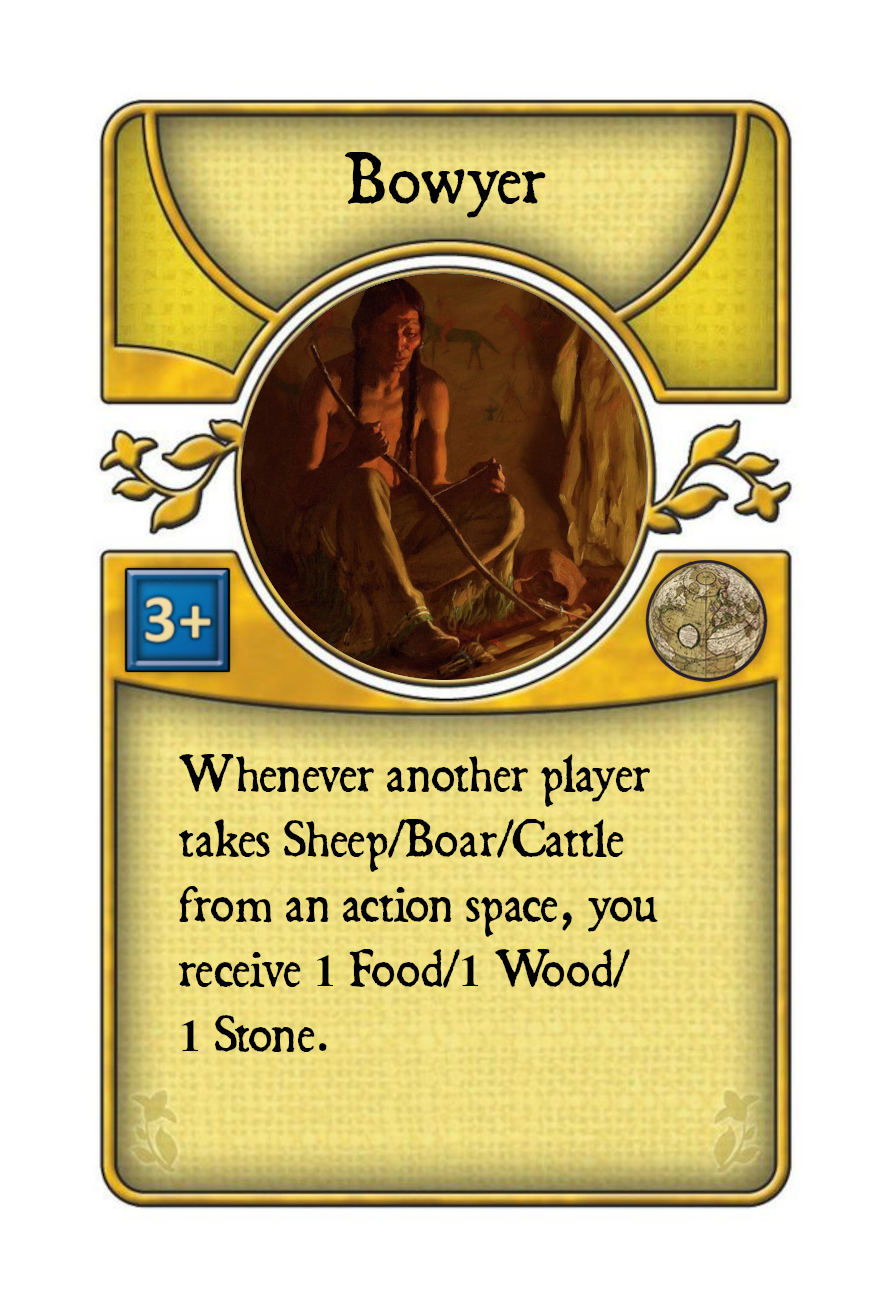 Bowyer
3+
Whenever another player
takes Sheep/Boar/Cattle
from an action space, you
receive 1 Food/1 Wood/
1 Stone.